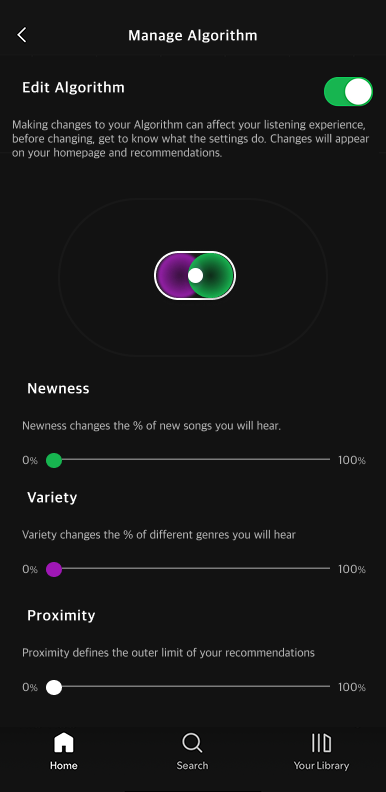 Manage Algorithm
Edit Algorithm
Making changes to your Algorithm can affect your listening experience,
before changing, get to know what the settings do. Changes will appear
on your homepage and recommendations.
Newness
Newness changes the % of new songs you will hear.
0% 100%
Variety
Variety changes the % of different genres you will hear
0% 100%
Proximity
Proximity defines the outer limit of your recommendations
0% 100%
Home Search Your Library